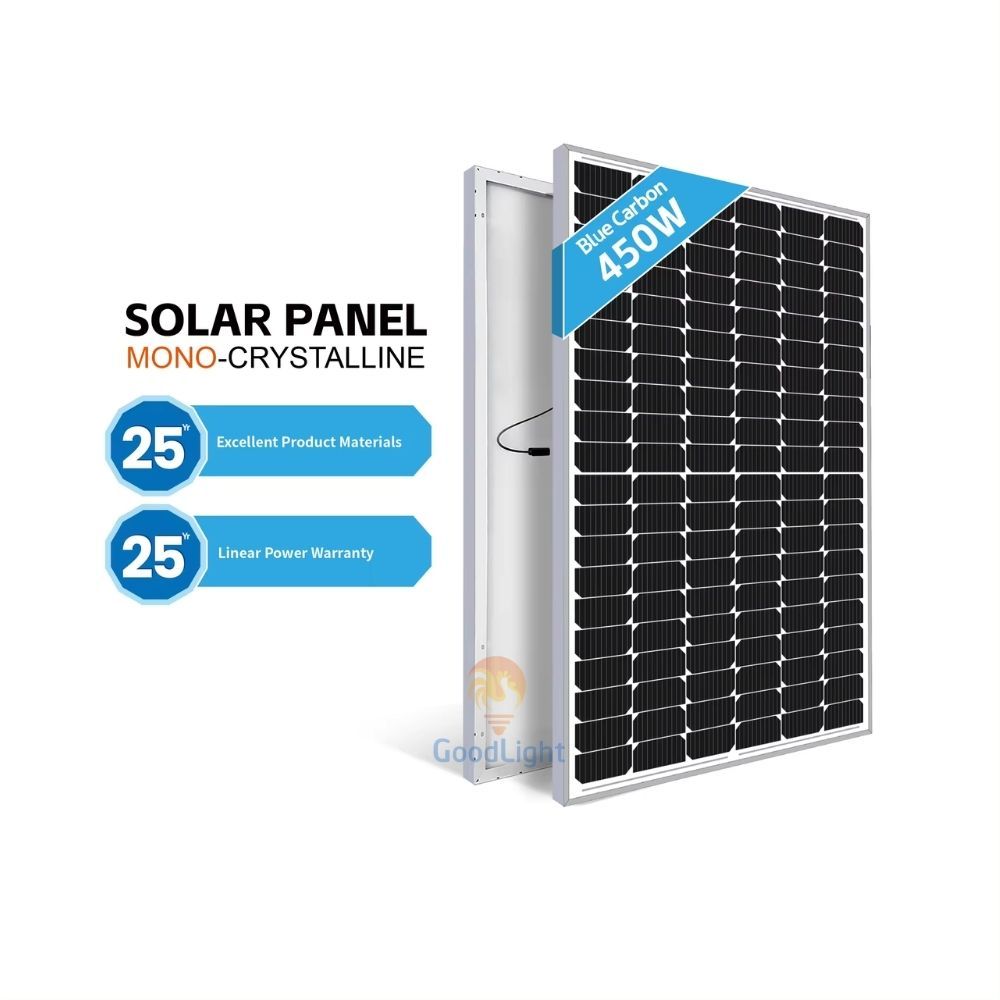 Blue Carbon
450W
SOLAR PANEL
MONO-CRYSTALLINE
25Yr
Excellent Product Materials
25Yr
Linear Power Warranty
GoodLight